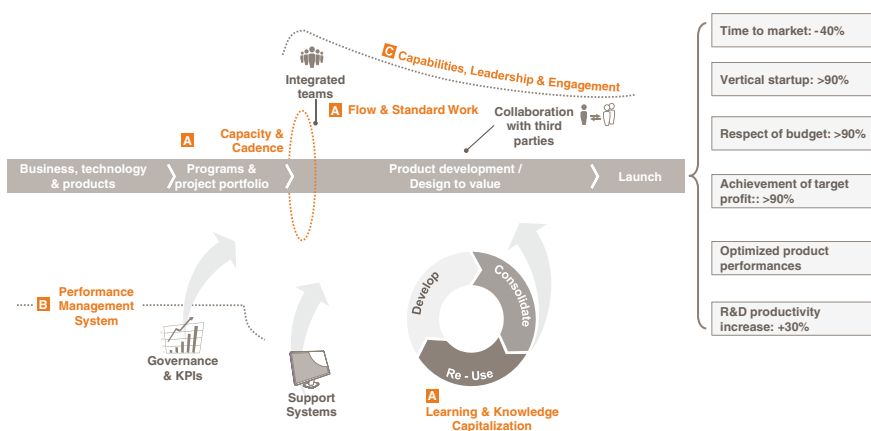 C Capabilities, Leadership & Engagement
Integrated
teams
A Flow & Standard Work
Collaboration
with third
parties
A Capacity &
Cadence
Business, technology
& products
Programs &
project portfolio
Product development /
Design to value
Launch
Time to market: -40%
Vertical startup: >90%
Respect of budget: >90%
Achievement of target
profit:: >90%
Optimized product
performances
R&D productivity
increase: +30%
B Performance
Management
System
Governance
& KPIs
Support
Systems
Develop
Consolidate
Re - Use
A
Learning & Knowledge
Capitalization